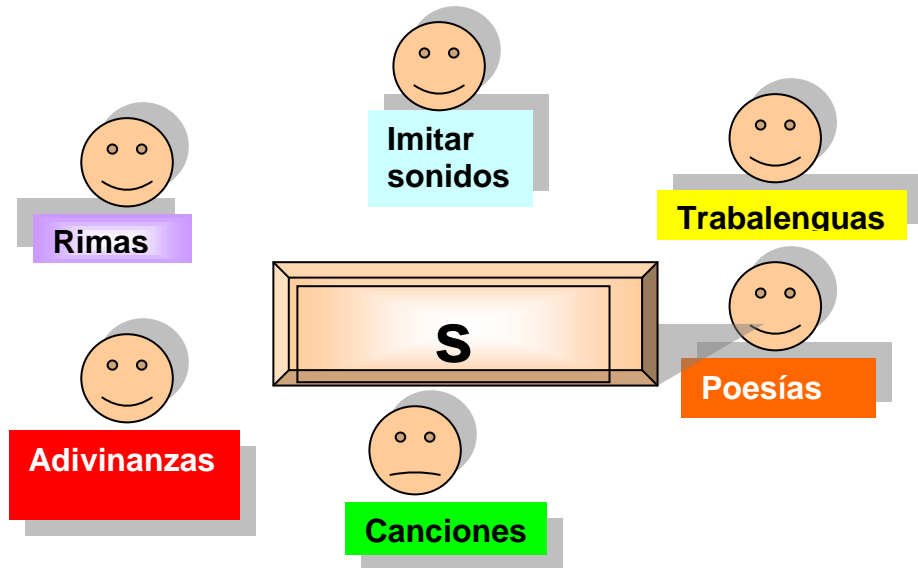 Imitar
sonidos
Trabalenguas
Rimas
s
Poesías
Adivinanzas
Canciones